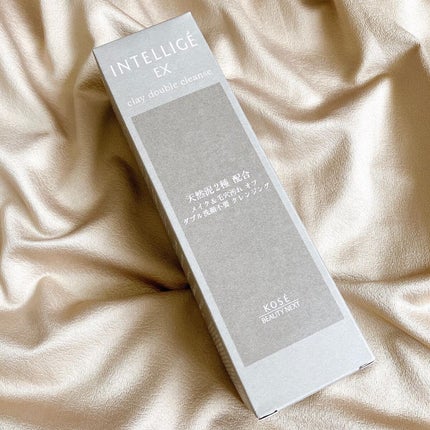 INTELLIGÉ
EX
clay double cleanse
天然泥2種 配合
メイク&毛穴汚れ オフ
ダブル洗顔不要 クレンジング
KOSÉ
BEAUTY NEXT